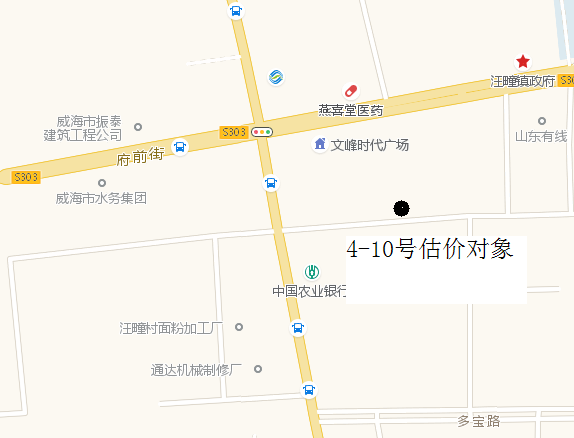 汪疃镇政府
S303
燕喜堂医药
威海市振泰
建筑工程公司
S303
山东有线
文峰时代广场
府前街
S303
威海市水务集团
4-10号估价对象
中国农业银行
汪疃村面粉加工厂
通达机械制修厂
多宝路